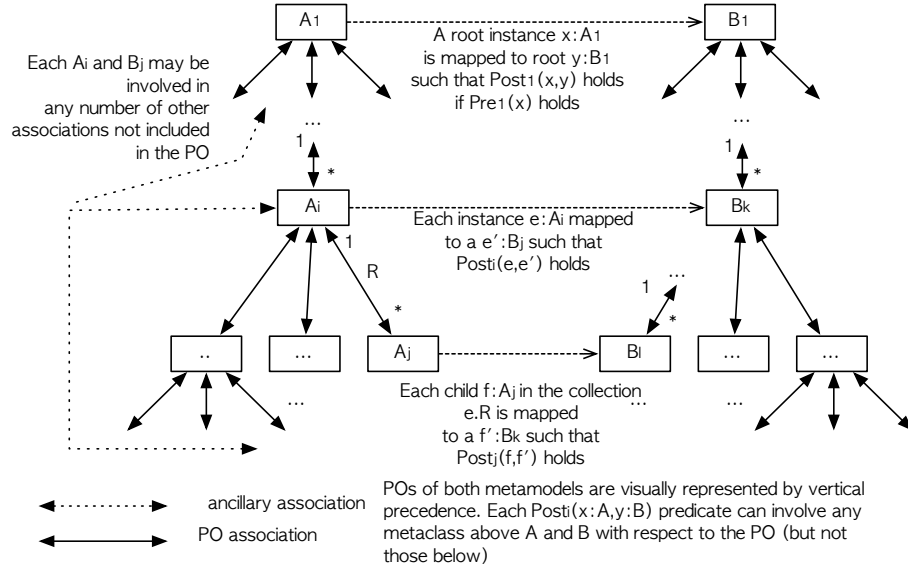 A1
B1
A root instance x:A1
is mapped to root y:B1
such that Post1(x,y) holds
if Pre1(x) holds
Each Ai and Bj may be
involved in
any number of other
associations not included
in the PO
...
...
1
*
1
*
Ai
Bk
Each instance e:Ai mapped
to a e′:Bj such that
Posti(e,e′) holds
1
R
*
...
1
*
..
...
Aj
Bl
...
...
...
...
...
Each child f:Aj in the collection
e.R is mapped
to a f′:Bk such that
Postj(f,f′) holds
ancillary association
PO association
POs of both metamodels are visually represented by vertical
precedence. Each Posti(x:A,y:B) predicate can involve any
metaclass above A and B with respect to the PO (but not
those below)